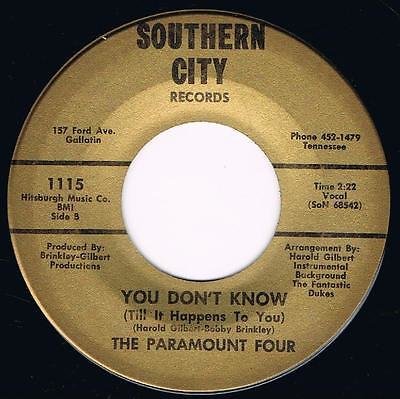 SOUTHERN
CITY
RECORDS
157 Ford Ave.
Gallatin
Phone 452-1479
Tennessee
1115
Hitsburgh Music Co.
BMI
Side B
Time 2:22
Vocal
(SoN 68542)
Produced By:
Brinkley-Gilbert
Productions
Arrangement By:
Harold Gilbert
Instrumental
Background
The Fantastic
Dukes
YOU DON'T KNOW
(Till It Happens To You)
(Harold Gilbert-Bobby Brinkley)
THE PARAMOUNT FOUR